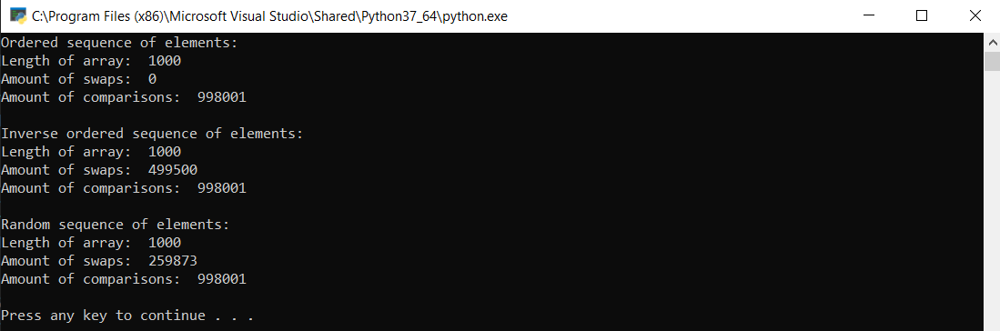 C:\Program Files (x86)\Microsoft Visual Studio\Shared\Python37_64\python.exe
Ordered sequence of elements:
Length of array:  1000
Amount of swaps:  0
Amount of comparisons:  998001
Inverse ordered sequence of elements:
Length of array:  1000
Amount of swaps:  499500
Amount of comparisons:  998001
Random sequence of elements:
Length of array:  1000
Amount of swaps:  259873
Amount of comparisons:  998001
Press any key to continue . . .